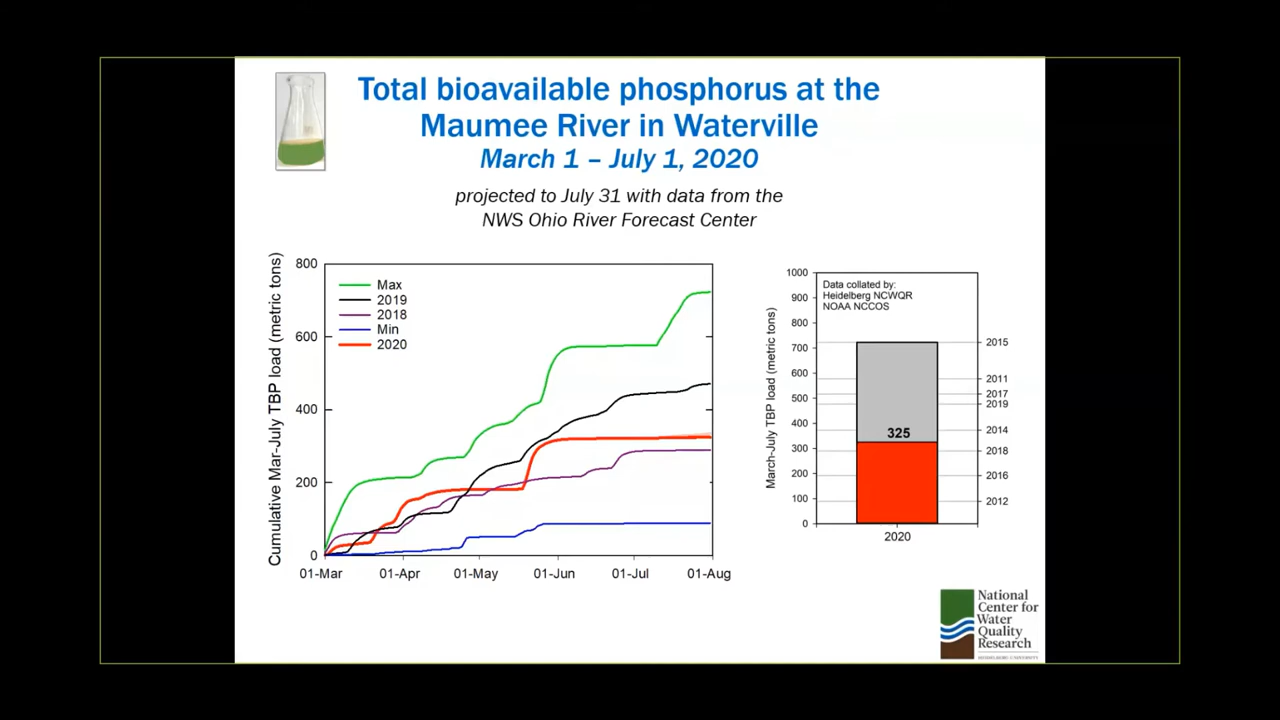 Total bioavailable phosphorus at the
Maumee River in Waterville
March 1 – July 1, 2020
projected to July 31 with data from the
NWS Ohio River Forecast Center
Cumulative Mar-July TBP load (metric tons)
800
600
400
200
0
Max
2019
2018
Min
2020
01-Mar
01-Apr
01-May
01-Jun
01-Jul
01-Aug
March-July TBP load (metric tons)
1000
900
800
700
600
500
400
300
200
100
0
Data collated by:
Heidelberg NCWQR
NOAA NCCOS
325
2015
2011
2017
2019
2014
2018
2016
2012
2020
National
Center for
Water
Quality
Research
HEIDELBERG UNIVERSITY